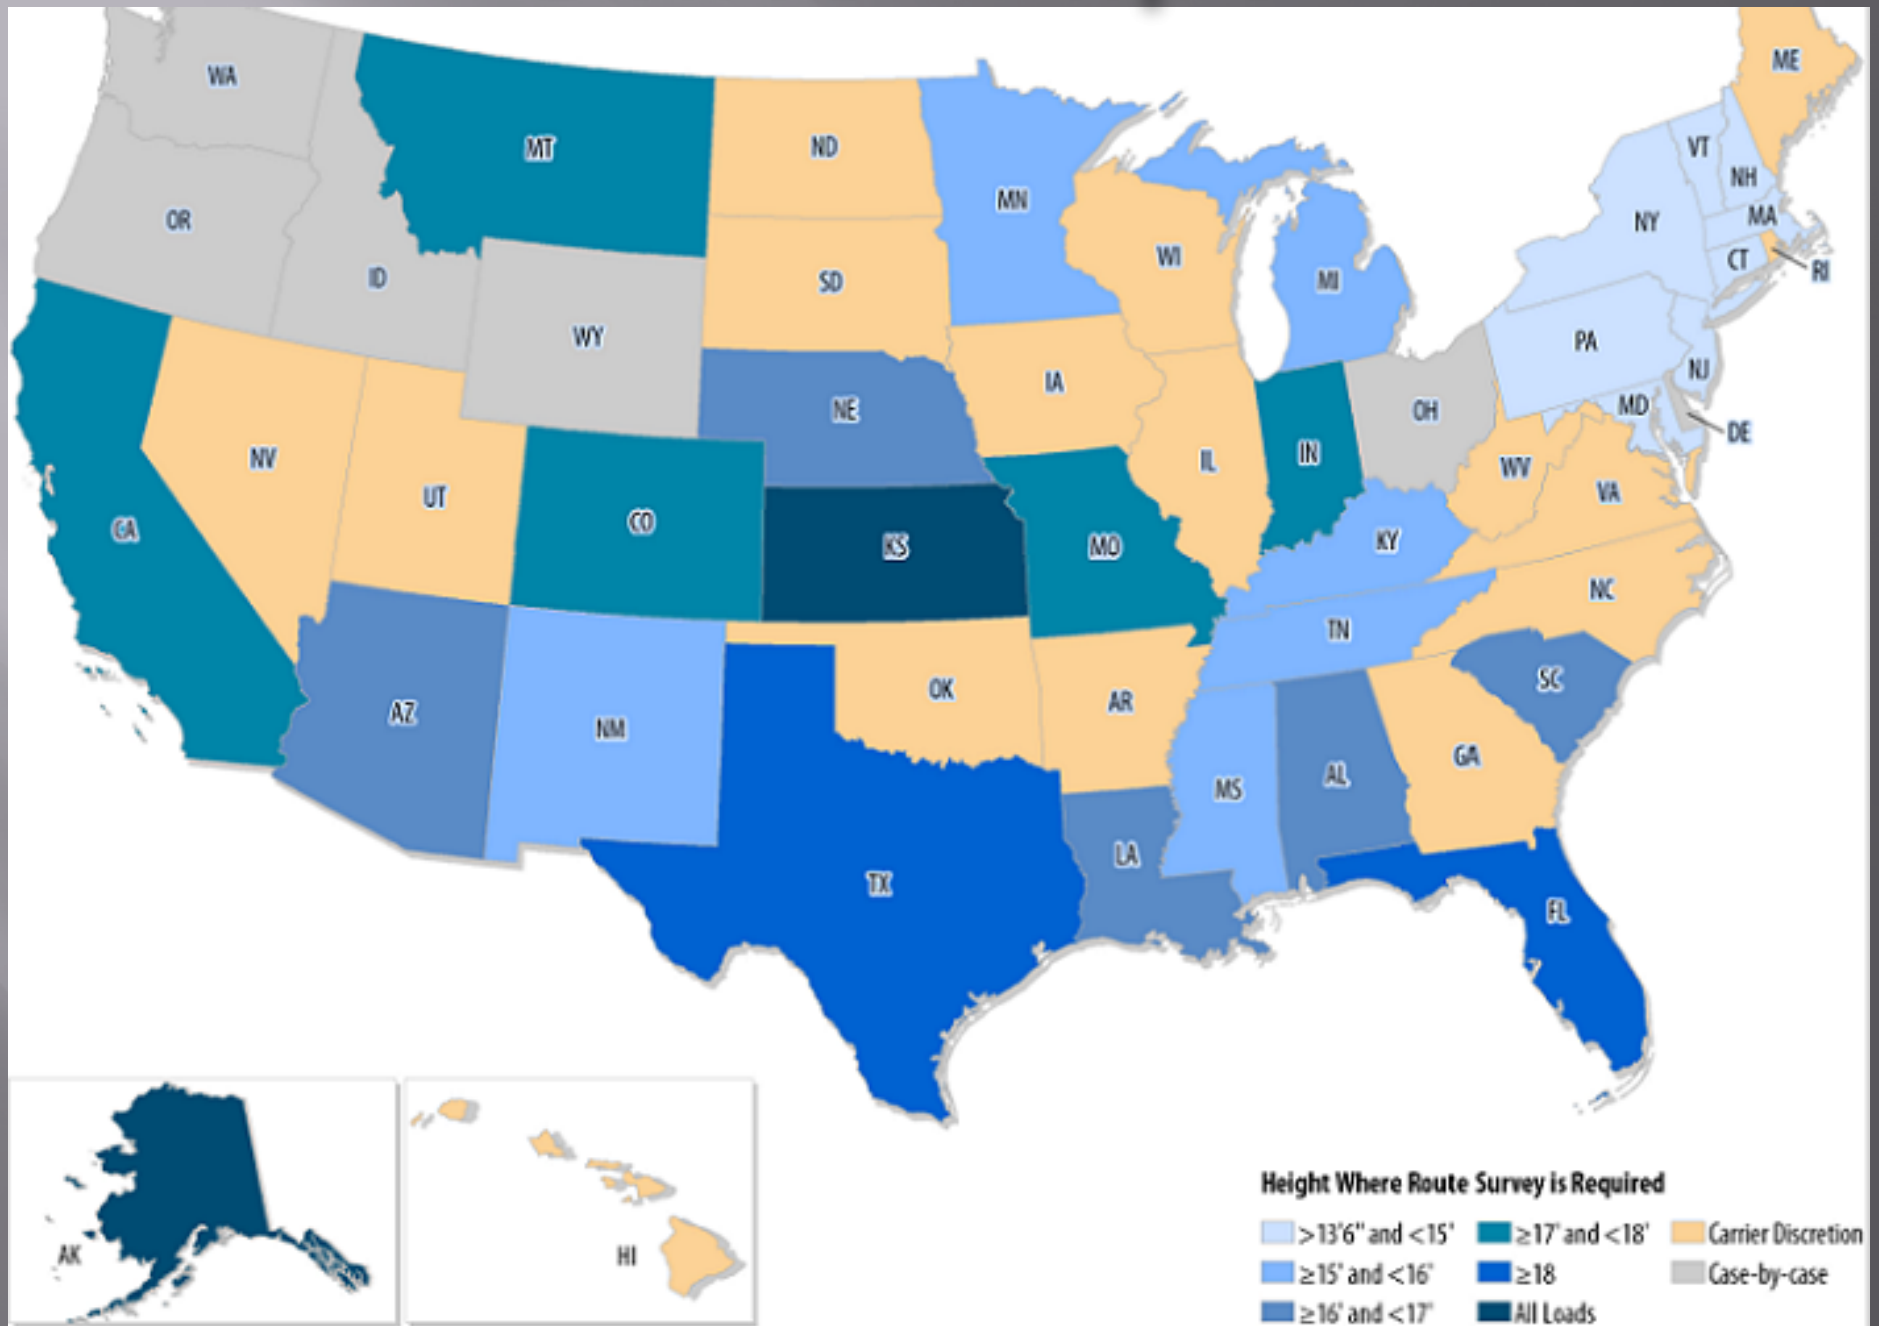 WA
MT
ND
MN
ME
VT
NH
OR
ID
SD
WI
MI
NY
MA
CT
RI
WY
NE
IA
PA
NJ
MD
DE
NV
UT
CO
KS
MO
IL
IN
OH
WV
VA
CA
KY
NC
AZ
NM
OK
AR
TN
SC
MS
AL
GA
TX
LA
FL
AK
HI
Height Where Route Survey is Required
>13'6" and <15'
≥17' and <18'
Carrier Discretion
≥15' and <16'
≥18
Case-by-case
≥16' and <17'
All Loads